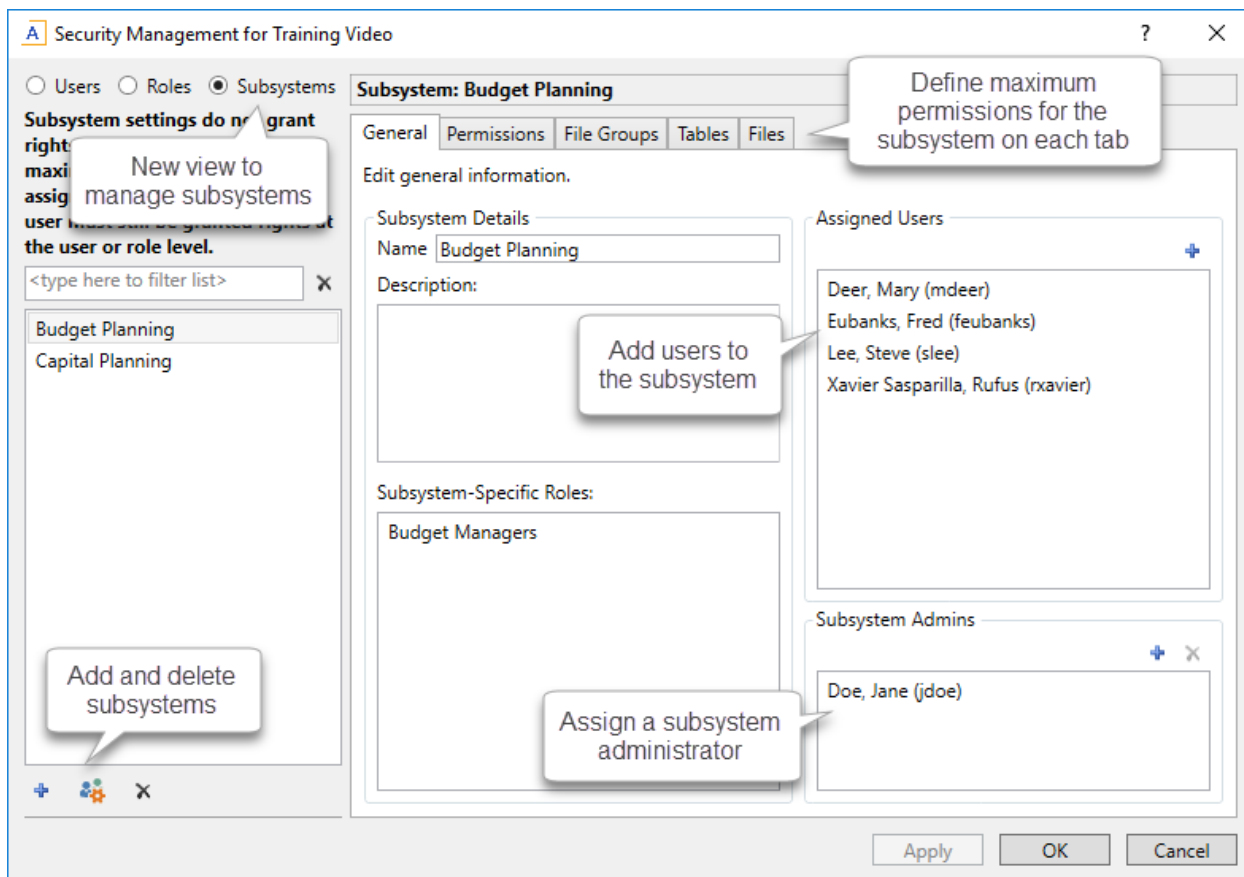 A Security Management for Training Video ?
Users Roles Subsystems
Subsystem settings do not grant
rights
maxi
assig
user must still be granted rights at
the user or role level.
New view to
manage subsystems
<type here to filter list>
Budget Planning
Capital Planning
Add and delete
subsystems
Subsystem: Budget Planning
Define maximum
permissions for the
subsystem on each tab
General Permissions File Groups Tables Files
Edit general information.
Subsystem Details
Name Budget Planning
Description:
Subsystem-Specific Roles:
Budget Managers
Assigned Users
Deer, Mary (mdeer)
Eubanks, Fred (feubanks)
Lee, Steve (slee)
Xavier Sasparilla, Rufus (rxavier)
Add users to
the subsystem
Subsystem Admins
Doe, Jane (jdoe)
Assign a subsystem
administrator
Apply OK Cancel